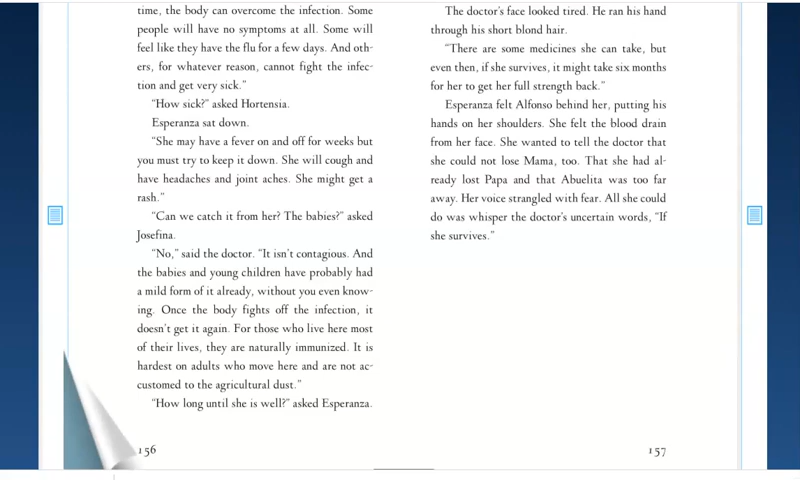 time, the body can overcome the infection. Some
people will have no symptoms at all. Some will
feel like they have the flu for a few days. And oth-
ers, for whatever reason, cannot fight the infec-
tion and get very sick.”
“How sick?” asked Hortensia.
Esperanza sat down.
“She may have a fever on and off for weeks but
you must try to keep it down. She will cough and
have headaches and joint aches. She might get a
rash.”
“Can we catch it from her? The babies?” asked
Josefina.
“No,” said the doctor. “It isn’t contagious. And
the babies and young children have probably had
a mild form of it already, without you even know-
ing. Once the body fights off the infection, it
doesn’t get it again. For those who live here most
of their lives, they are naturally immunized. It is
hardest on adults who move here and are not ac-
customed to the agricultural dust.”
“How long until she is well?” asked Esperanza.
156
The doctor’s face looked tired. He ran his hand
through his short blond hair.
“There are some medicines she can take, but
even then, if she survives, it might take six months
for her to get her full strength back.”
Esperanza felt Alfonso behind her, putting his
hands on her shoulders. She felt the blood drain
from her face. She wanted to tell the doctor that
she could not lose Mama, too. That she had al-
ready lost Papa and that Abuelita was too far
away. Her voice strangled with fear. All she could
do was whisper the doctor’s uncertain words, “If
she survives.”
157